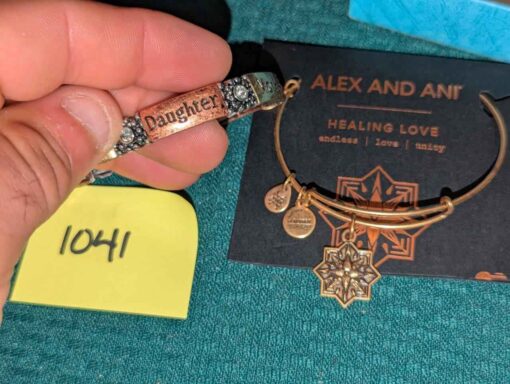 Daughter
ALEX AND ANI
HEALING LOVE
endless | love | unity
1041